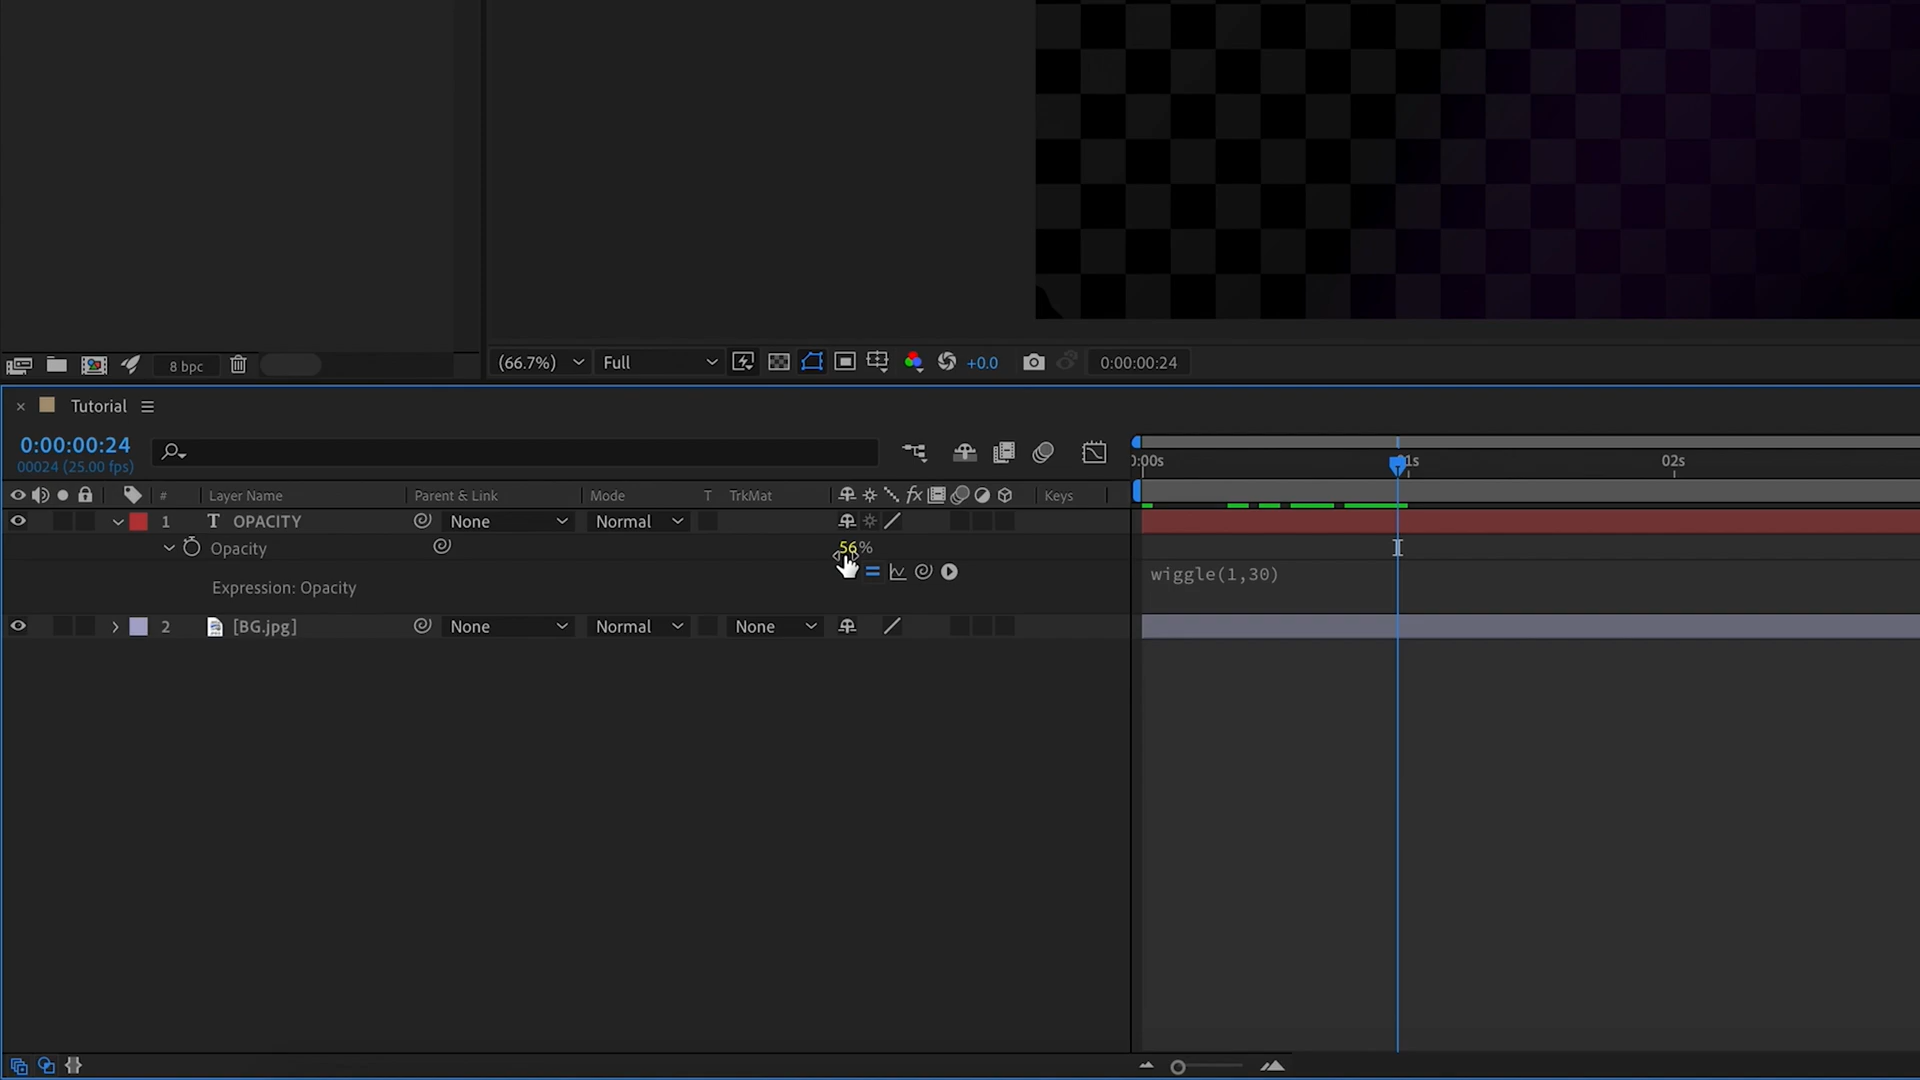 8 bpc
(66.7%) Full +0.0 0:00:00:24
× Tutorial
0:00:00:24
00024 (25.00 fps)
0:00s 01s 02s
# Layer Name Parent & Link Mode T TrkMat fx Keys
1 T OPACITY None Normal
Opacity 56%
Expression: Opacity
wiggle(1,30)
2 [BG.jpg] None Normal None